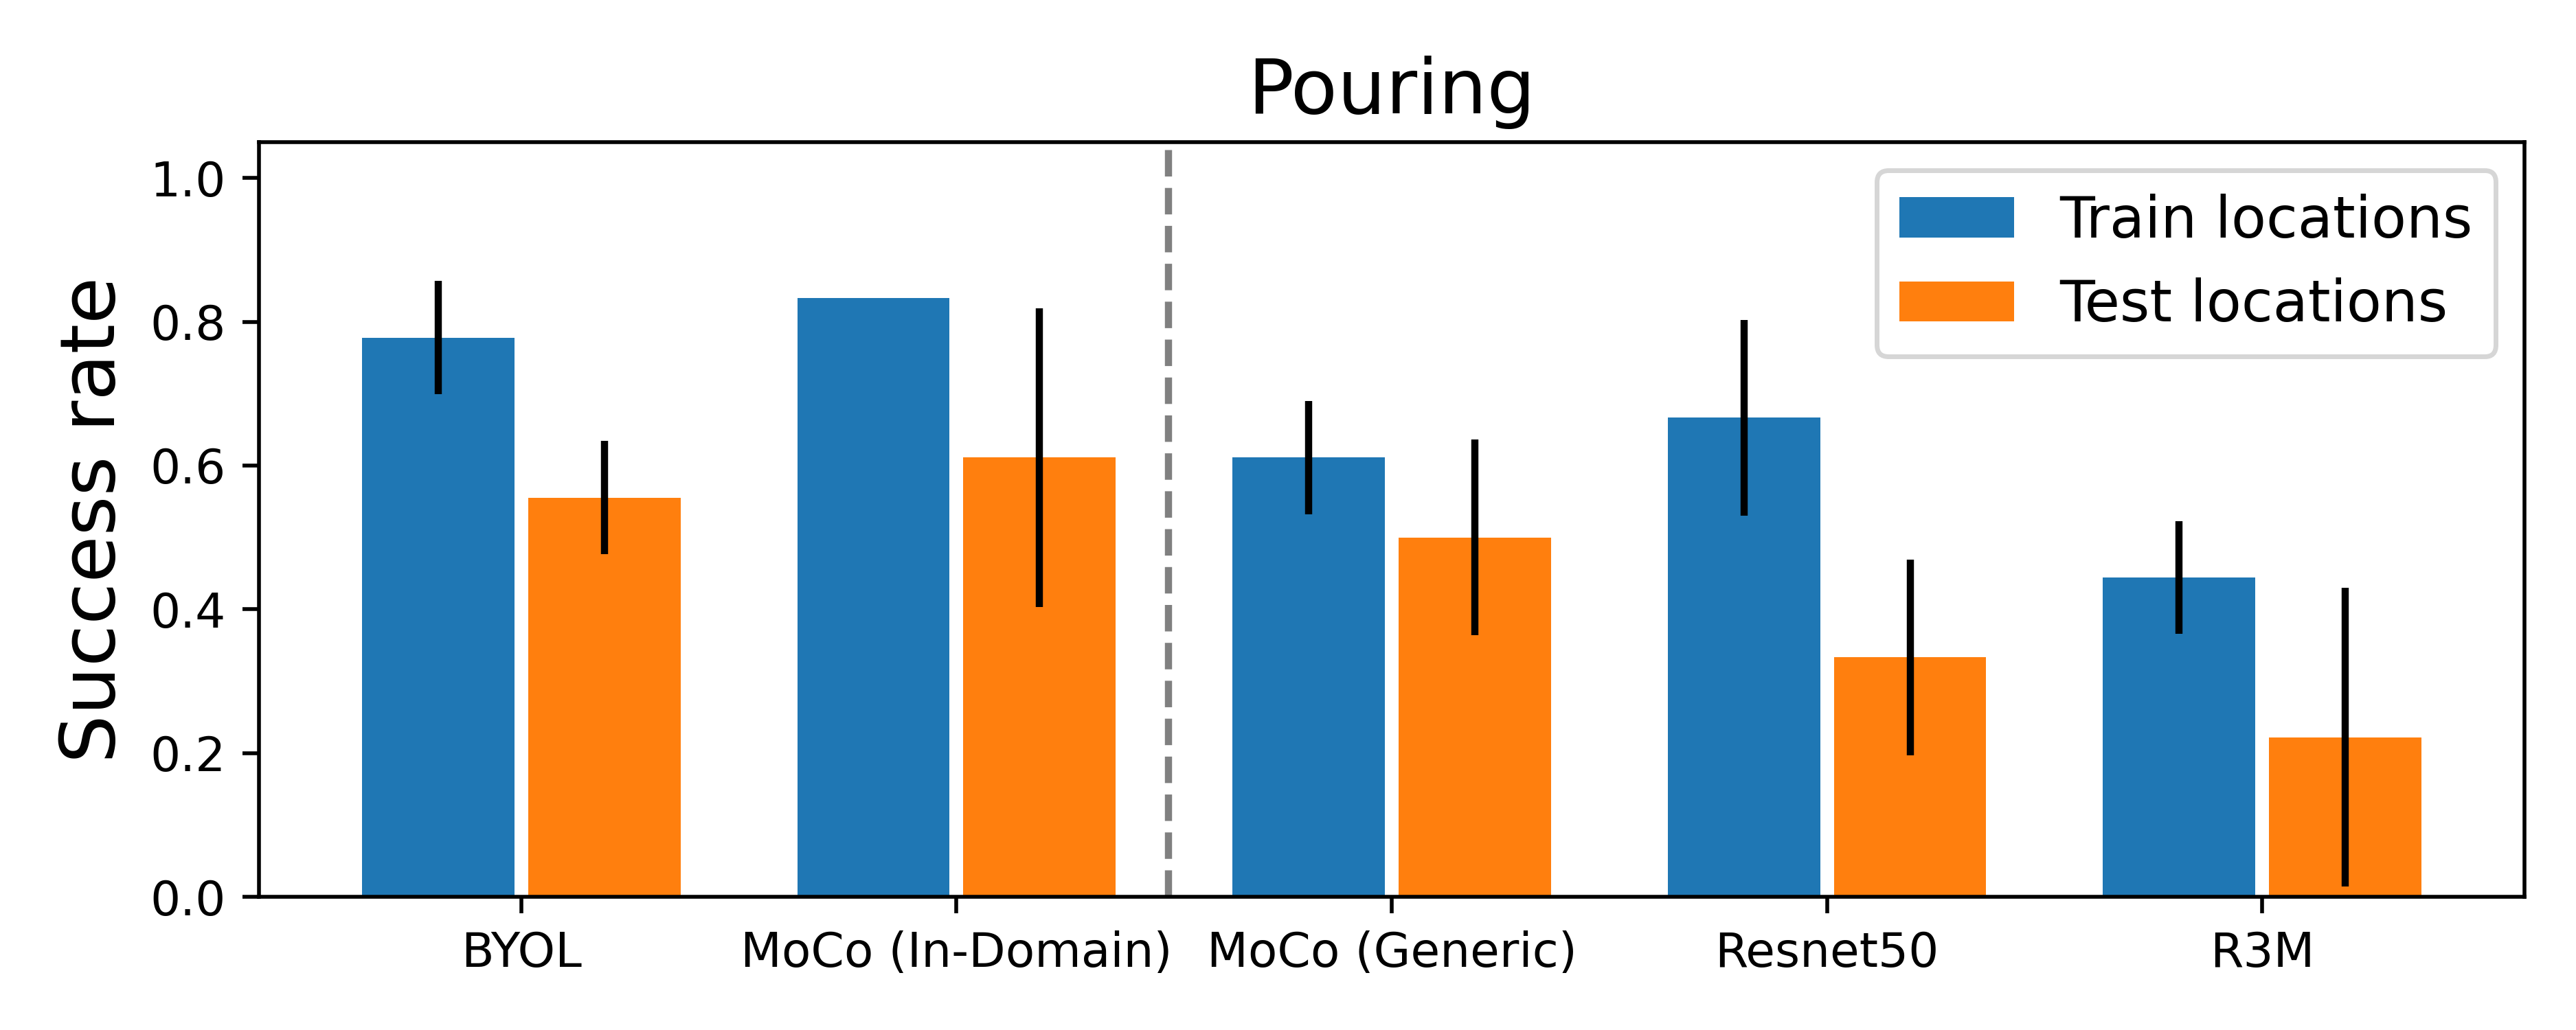 Pouring
Success rate
1.0
0.8
0.6
0.4
0.2
0.0
Train locations
Test locations
BYOL
MoCo (In-Domain)
MoCo (Generic)
Resnet50
R3M